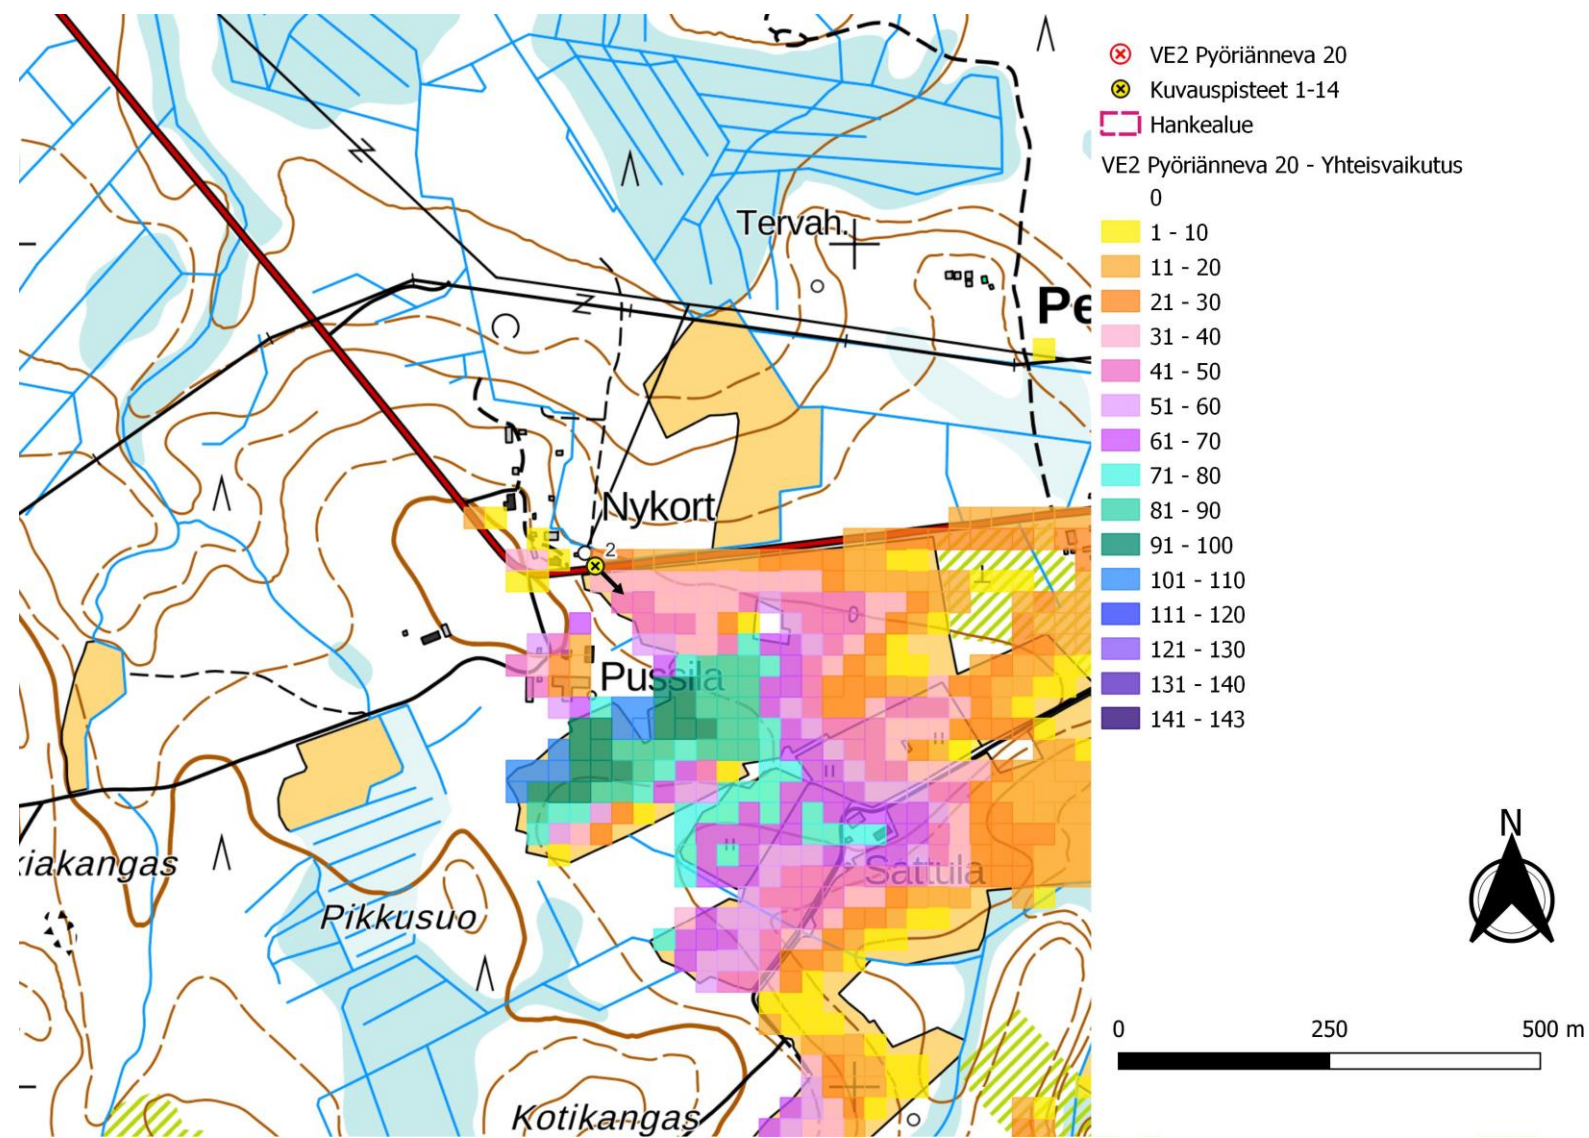 VE2 Pyöriänneva 20
Kuvauspisteet 1-14
Hankealue
VE2 Pyöriänneva 20 - Yhteisvaikutus
0
1 - 10
11 - 20
21 - 30
31 - 40
41 - 50
51 - 60
61 - 70
71 - 80
81 - 90
91 - 100
101 - 110
111 - 120
121 - 130
131 - 140
141 - 143
Tervah.
Pe
Nykort
2
Pussila
Sattula
kiakangas
Pikkusuo
Kotikangas
N
0 250 500 m